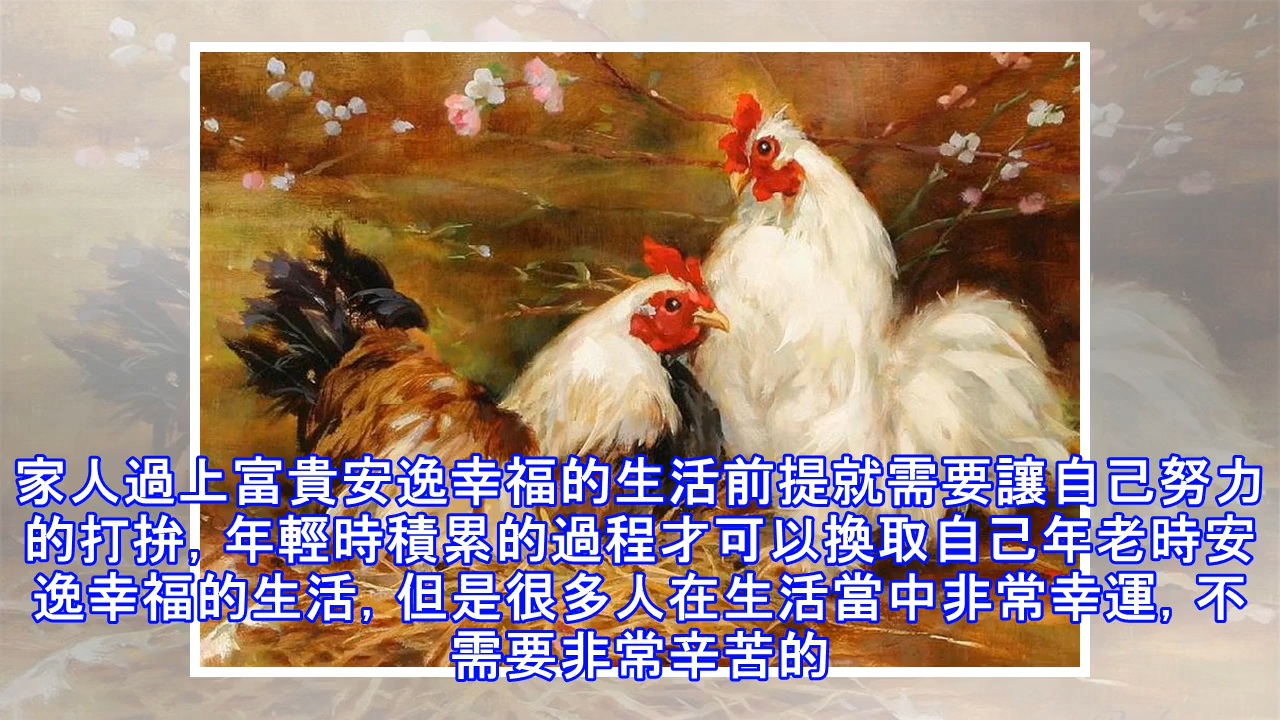 家人過上富貴安逸幸福的生活前提就需要讓自己努力
的打拚, 年輕時積累的過程才可以換取自己年老時安
逸幸福的生活, 但是很多人在生活當中非常幸運, 不
需要非常辛苦的